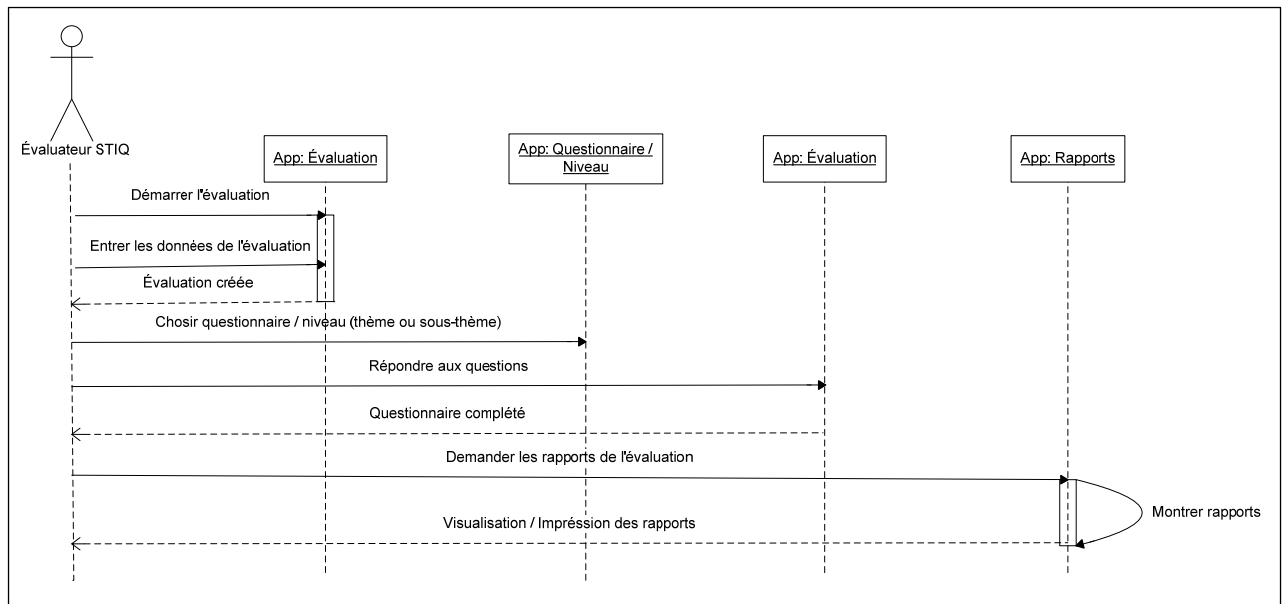 Évaluateur STIQ
App: Évaluation
App: Questionnaire /
Niveau
App: Évaluation
App: Rapports
Démarrer l'évaluation
Entrer les données de l'évaluation
Évaluation créée
Chosir questionnaire / niveau (thème ou sous-thème)
Répondre aux questions
Questionnaire complété
Demander les rapports de l'évaluation
Montrer rapports
Visualisation / Impréssion des rapports